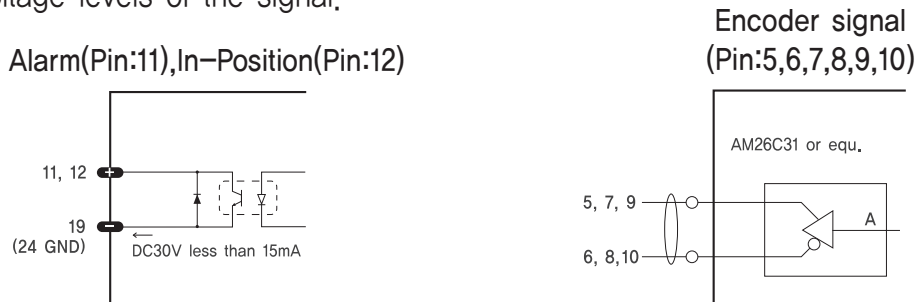 ltage levels of the signal.
Alarm(Pin:11),In-Position(Pin:12)
11, 12
19
(24 GND)
DC30V less than 15mA
Encoder signal
(Pin:5,6,7,8,9,10)
AM26C31 or equ.
5, 7, 9
6, 8,10
A